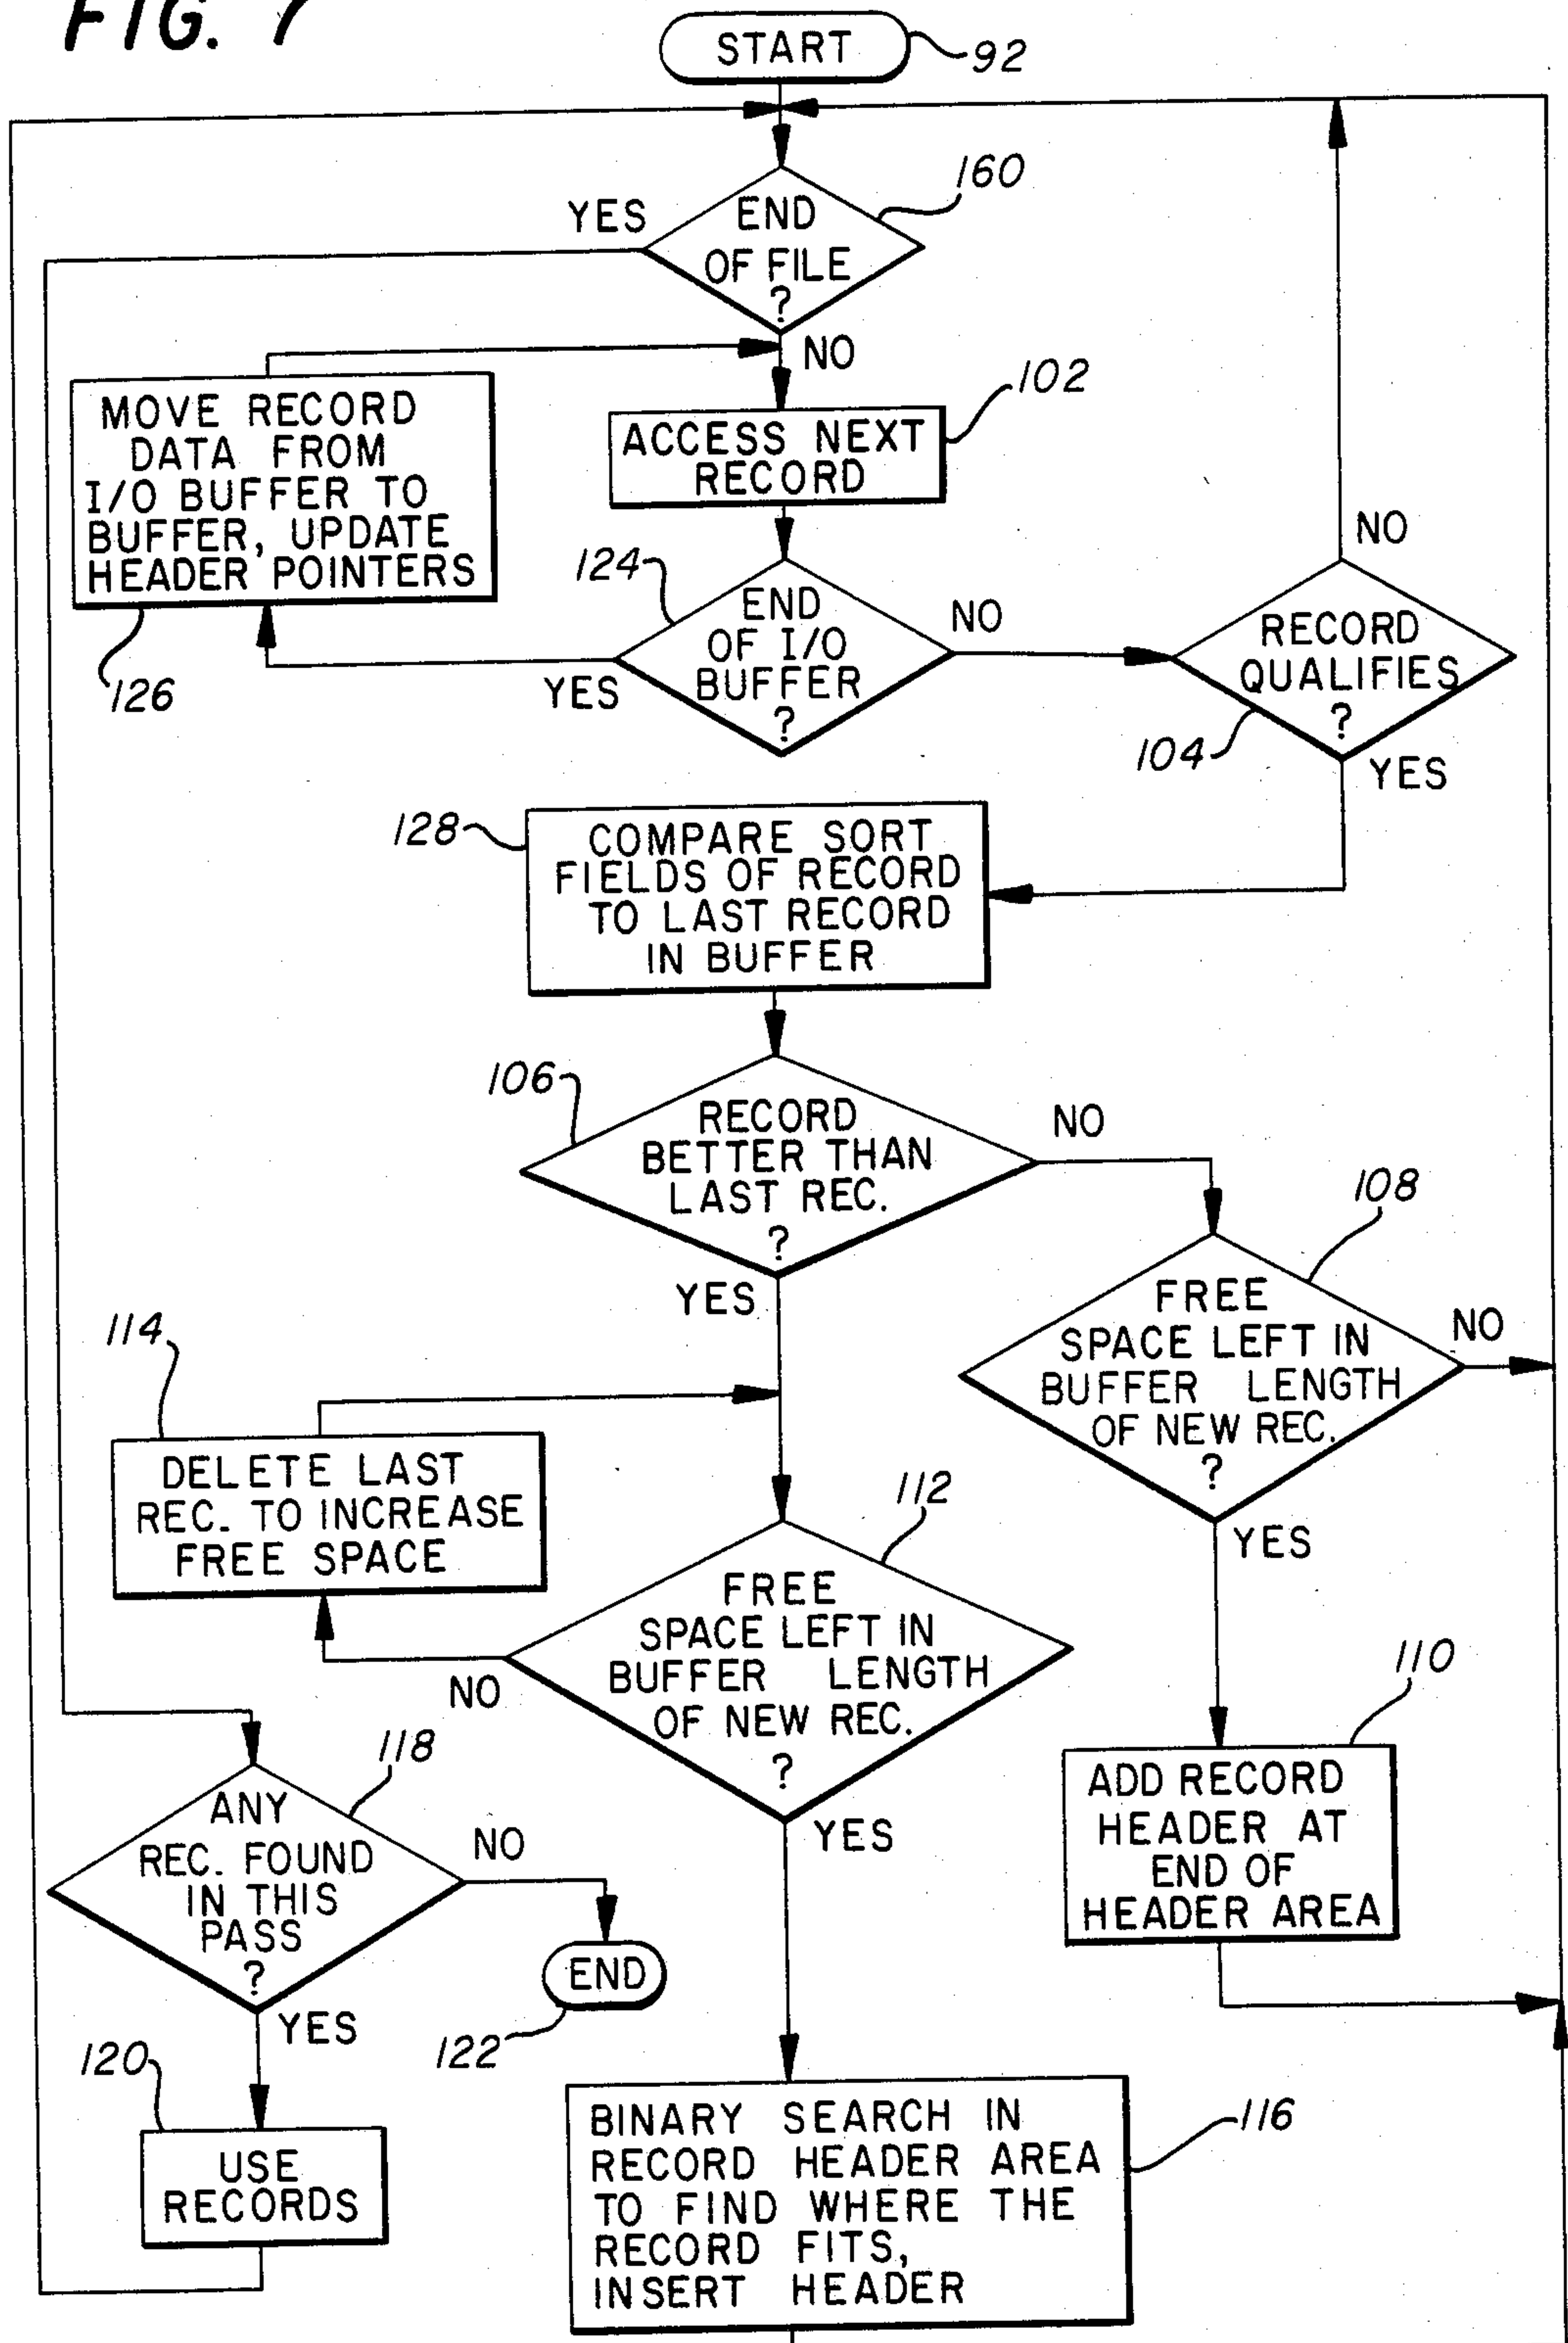 FIG. 7
START
92
160
YES
END
OF FILE
?
NO
MOVE RECORD
DATA FROM
I/O BUFFER TO
BUFFER, UPDATE
HEADER POINTERS
126
102
ACCESS NEXT
RECORD
124
END
OF I/O
BUFFER
?
YES
NO
NO
RECORD
QUALIFIES
?
104
YES
128
COMPARE SORT
FIELDS OF RECORD
TO LAST RECORD
IN BUFFER
106
RECORD
BETTER THAN
LAST REC.
?
NO
YES
108
FREE
SPACE LEFT IN
BUFFER LENGTH
OF NEW REC.
?
NO
YES
114
DELETE LAST
REC. TO INCREASE
FREE SPACE
112
FREE
SPACE LEFT IN
BUFFER LENGTH
OF NEW REC.
?
NO
YES
110
ADD RECORD
HEADER AT
END OF
HEADER AREA
118
ANY
REC. FOUND
IN THIS
PASS
?
NO
END
122
YES
120
USE
RECORDS
116
BINARY SEARCH IN
RECORD HEADER AREA
TO FIND WHERE THE
RECORD FITS,
INSERT HEADER